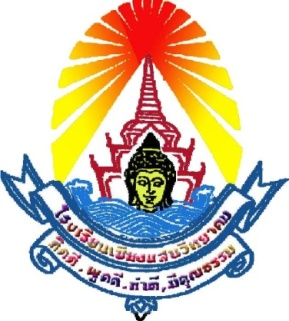 โรงเรียนเชียงแสนวิทยาคม
คิดดี.พูดดี.ทำดี,มีคุณธรรม